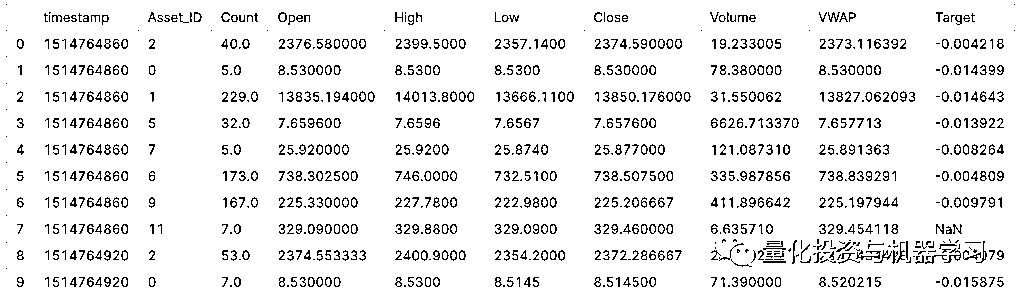 timestamp Asset_ID Count Open High Low Close Volume VWAP Target
0 1514764860 2 40.0 2376.580000 2399.5000 2357.1400 2374.590000 19.233005 2373.116392 -0.004218
1 1514764860 0 5.0 8.530000 8.5300 8.5300 8.530000 78.380000 8.530000 -0.014399
2 1514764860 1 229.0 13835.194000 14013.8000 13666.1100 13850.176000 31.550062 13827.062093 -0.014643
3 1514764860 5 32.0 7.659600 7.6596 7.6567 7.657600 6626.713370 7.657713 -0.013922
4 1514764860 7 5.0 25.920000 25.9200 25.8740 25.877000 121.087310 25.891363 -0.008264
5 1514764860 6 173.0 738.302500 746.0000 732.5100 738.507500 335.987856 738.839291 -0.004809
6 1514764860 9 167.0 225.330000 227.7800 222.9800 225.206667 411.896642 225.197944 -0.009791
7 1514764860 11 7.0 329.090000 329.8800 329.0900 329.460000 6.635710 329.454118 NaN
8 1514764920 2 53.0 2374.553333 2400.9000 2354.2000 2372.286667
量化投资与机器学习
9 1514764920 0 7.0 8.530000 8.5300 8.5145 8.514500 71.390000 8.520215 -0.015875